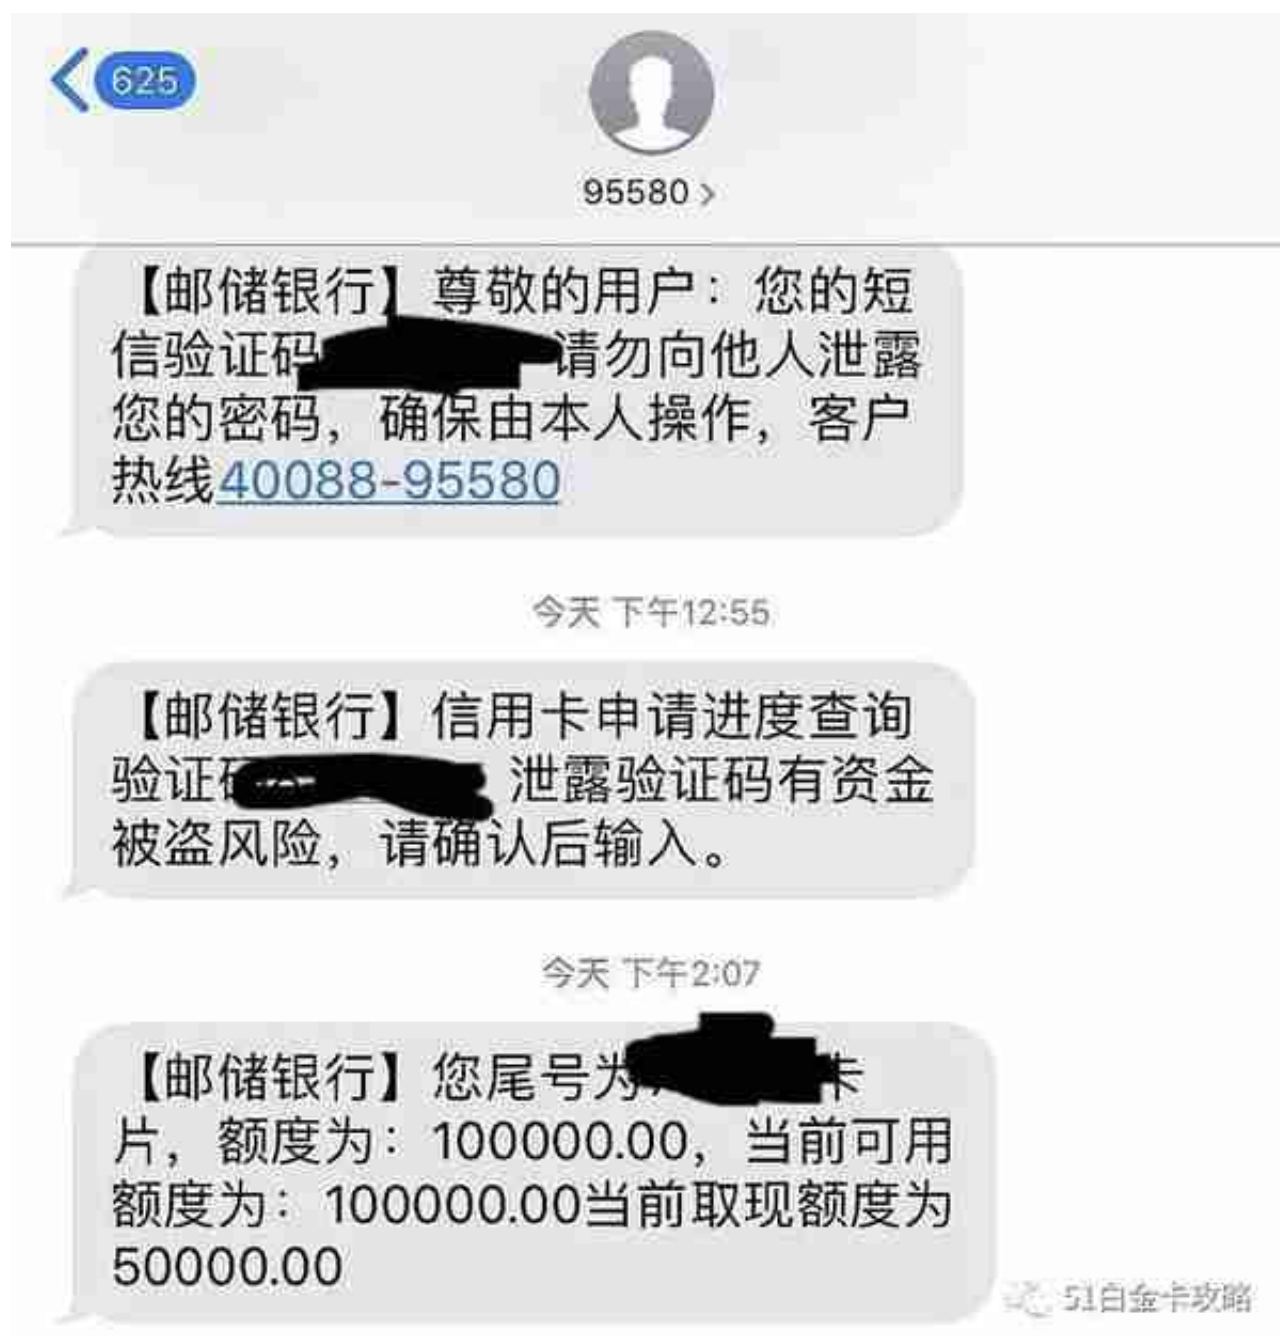 625
95580
【邮储银行】尊敬的用户：您的短
信验证码 请勿向他人泄露
您的密码，确保由本人操作，客户
热线40088-95580
今天 下午12:55
【邮储银行】信用卡申请进度查询
验证 泄露验证码有资金
被盗风险，请确认后输入。
今天 下午2:07
【邮储银行】您尾号为 卡
片，额度为：100000.00，当前可用
额度为：100000.00当前取现额度为
50000.00
51白金卡攻略